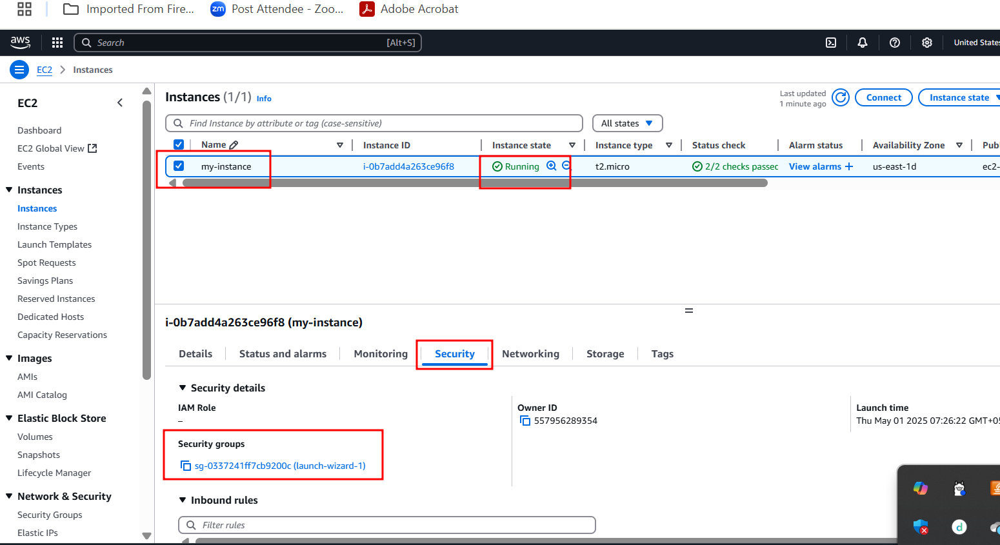 Imported From Fire...
zm
Post Attendee - Zoo...
Adobe Acrobat
aws
Search
[Alt+S]
United States
EC2
Instances
EC2
Dashboard
EC2 Global View
Events
Instances
Instances
Instance Types
Launch Templates
Spot Requests
Savings Plans
Reserved Instances
Dedicated Hosts
Capacity Reservations
Images
AMIs
AMI Catalog
Elastic Block Store
Volumes
Snapshots
Lifecycle Manager
Network & Security
Security Groups
Elastic IPs
Instances (1/1) Info
Last updated
1 minute ago
Connect
Instance state
Find Instance by attribute or tag (case-sensitive)
All states
Name
Instance ID
Instance state
Instance type
Status check
Alarm status
Availability Zone
Publ
my-instance
i-0b7add4a263ce96f8
Running
t2.micro
2/2 checks passec
View alarms +
us-east-1d
ec2-
i-0b7add4a263ce96f8 (my-instance)
Details
Status and alarms
Monitoring
Security
Networking
Storage
Tags
Security details
IAM Role
–
Owner ID
557956289354
Launch time
Thu May 01 2025 07:26:22 GMT+05
Security groups
sg-0337241ff7cb9200c (launch-wizard-1)
Inbound rules
Filter rules
d